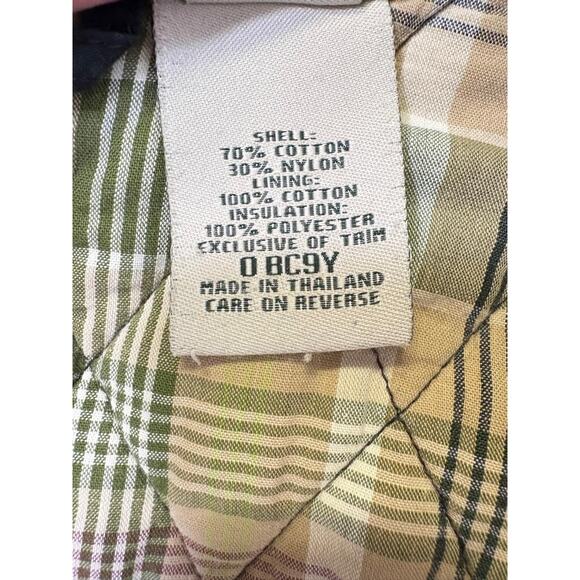 SHELL:
70% COTTON
30% NYLON
LINING:
100% COTTON
INSULATION:
100% POLYESTER
EXCLUSIVE OF TRIM
0 BC9Y
MADE IN THAILAND
CARE ON REVERSE